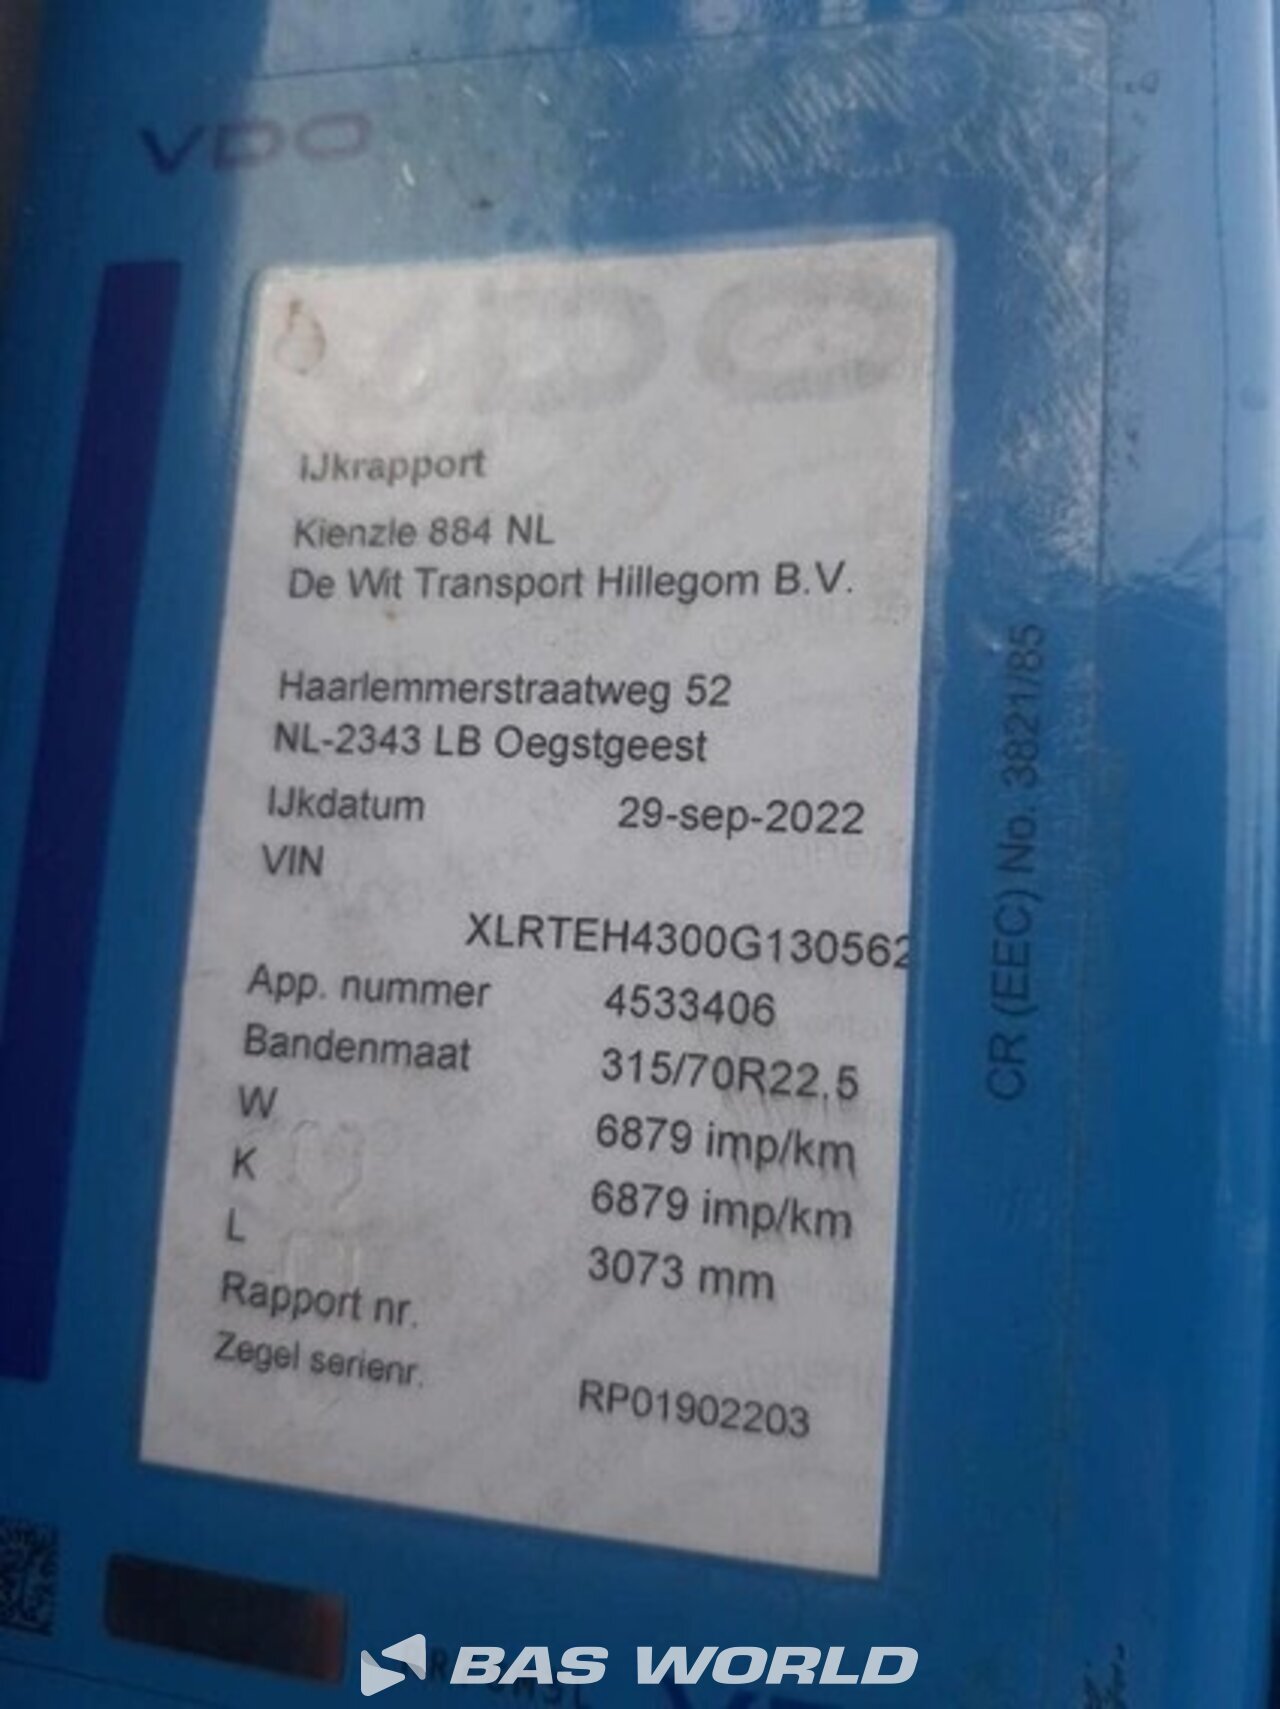 VDO
IJkrapport
Kienzle 884 NL
De Wit Transport Hillegom B.V.
Haarlemmerstraatweg 52
NL-2343 LB Oegstgeest
IJkdatum 29-sep-2022
VIN
XLRTEH4300G130562
App. nummer 4533406
Bandenmaat 315/70R22,5
W 6879 imp/km
K 6879 imp/km
L 3073 mm
Rapport nr.
Zegel serienr.
RP01902203
CR (EEC) No. 3821/85
BAS WORLD